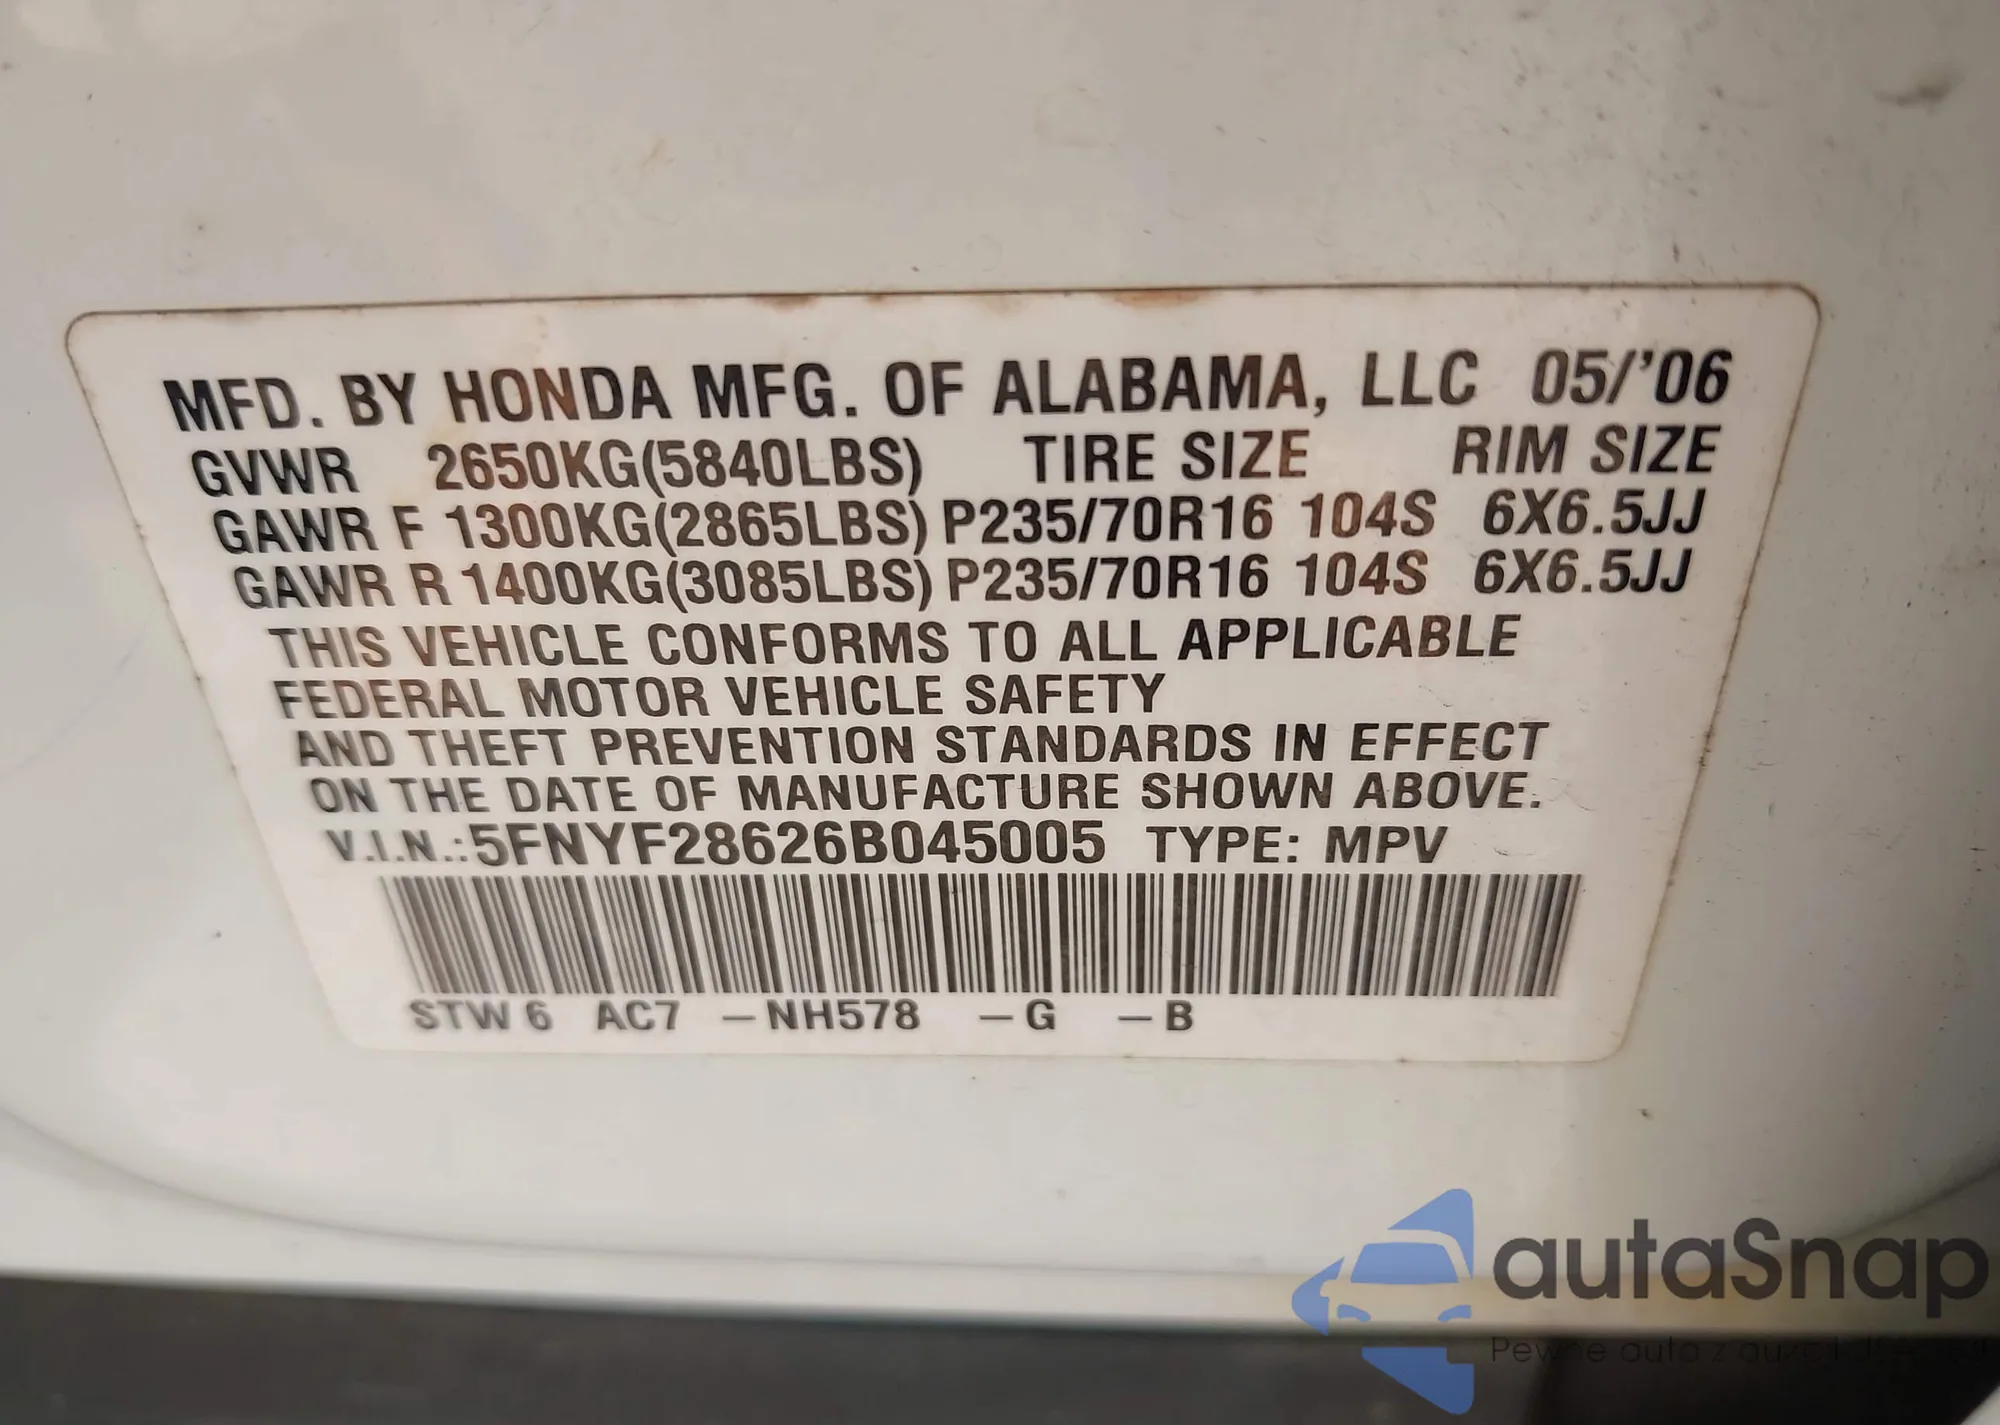 MFD. BY HONDA MFG. OF ALABAMA, LLC 05/'06
GVWR 2650KG(5840LBS) TIRE SIZE RIM SIZE
GAWR F 1300KG(2865LBS) P235/70R16 104S 6X6.5JJ
GAWR R 1400KG(3085LBS) P235/70R16 104S 6X6.5JJ
THIS VEHICLE CONFORMS TO ALL APPLICABLE
FEDERAL MOTOR VEHICLE SAFETY
AND THEFT PREVENTION STANDARDS IN EFFECT
ON THE DATE OF MANUFACTURE SHOWN ABOVE.
V.I.N.:5FNYF28626B045005 TYPE: MPV
STW 6 AC7 –NH578 –G –B
autaSnap
Pewne auta z